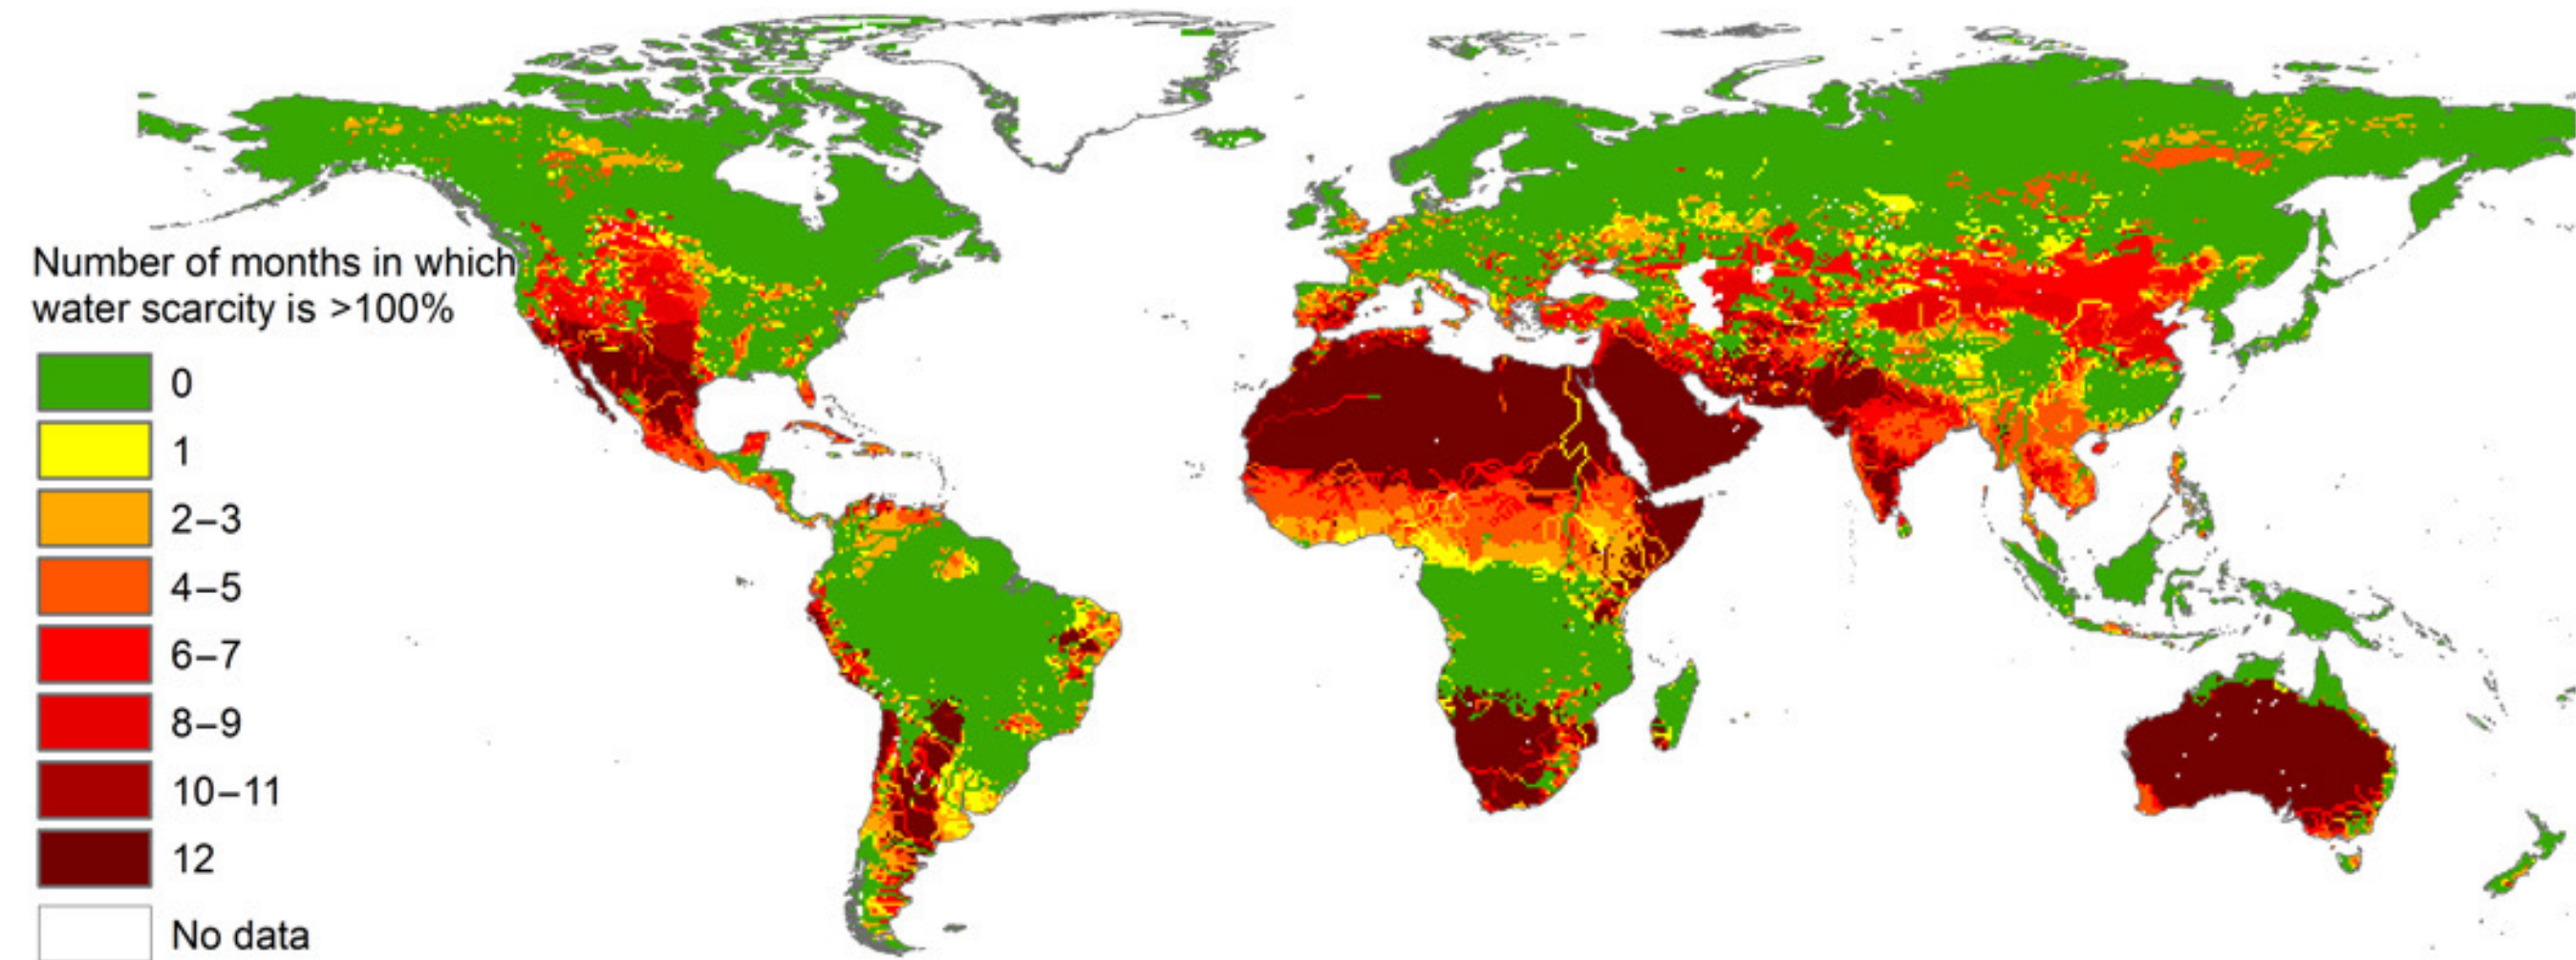 Number of months in which
water scarcity is >100%
0
1
2–3
4–5
6–7
8–9
10–11
12
No data